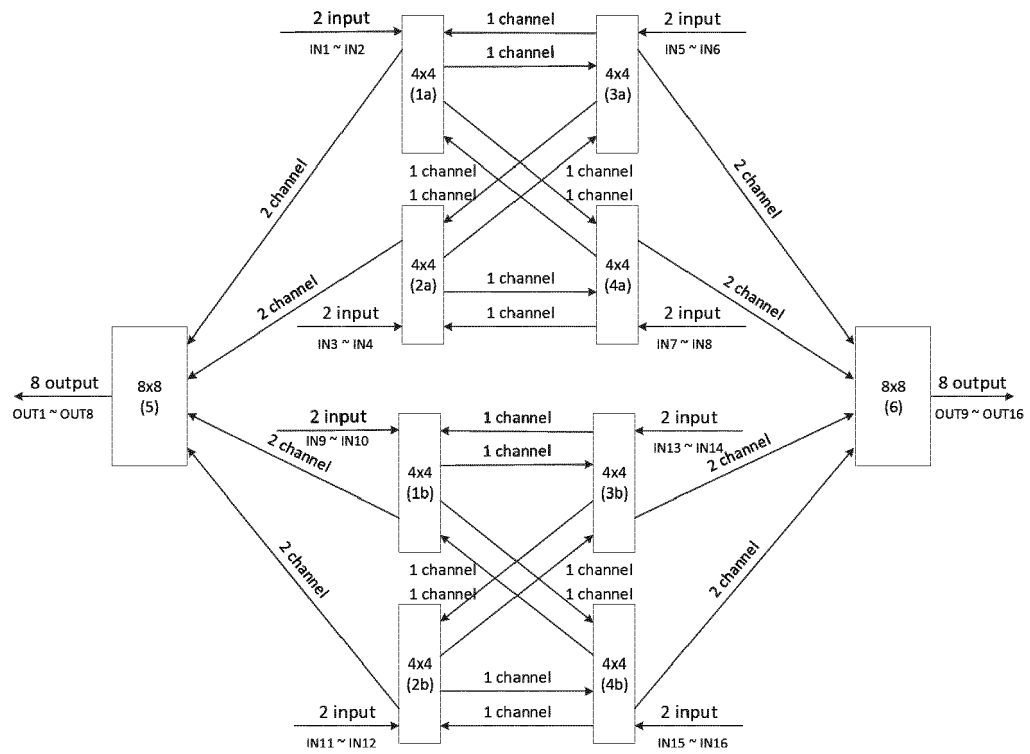 2 input
IN1 ~ IN2
1 channel
2 input
IN5 ~ IN6
1 channel
4x4
(1a)
4x4
(3a)
2 channel
2 channel
1 channel
1 channel
1 channel
1 channel
4x4
(2a)
4x4
(4a)
1 channel
2 channel
2 channel
2 input
IN3 ~ IN4
1 channel
2 input
IN7 ~ IN8
8 output
OUT1 ~ OUT8
8x8
(5)
8x8
(6)
8 output
OUT9 ~ OUT16
2 input
IN9 ~ IN10
1 channel
2 input
IN13 ~ IN14
2 channel
1 channel
2 channel
4x4
(1b)
4x4
(3b)
2 channel
1 channel
1 channel
1 channel
1 channel
2 channel
4x4
(2b)
4x4
(4b)
1 channel
2 input
IN11 ~ IN12
1 channel
2 input
IN15 ~ IN16